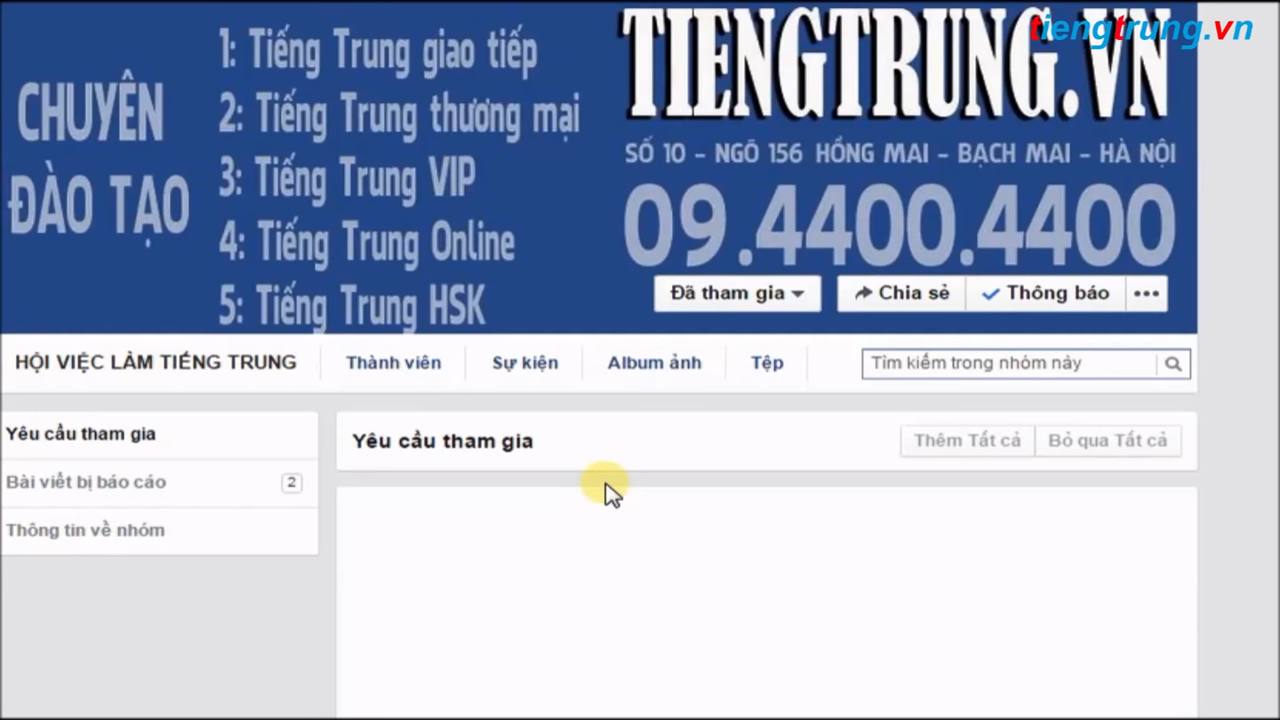 tiengtrung.vn
TIENGTRUNG.VN
CHUYÊN
ĐÀO TẠO
1: Tiếng Trung giao tiếp
2: Tiếng Trung thương mại
3: Tiếng Trung VIP
4: Tiếng Trung Online
5: Tiếng Trung HSK
SỐ 10 - NGÕ 156 HỒNG MAI - BẠCH MAI - HÀ NỘI
09.4400.4400
Đã tham gia
Chia sẻ
Thông báo
HỘI VIỆC LÀM TIẾNG TRUNG
Thành viên
Sự kiện
Album ảnh
Tệp
Tìm kiếm trong nhóm này
Yêu cầu tham gia
Bài viết bị báo cáo 2
Thông tin về nhóm
Yêu cầu tham gia
Thêm Tất cả
Bỏ qua Tất cả